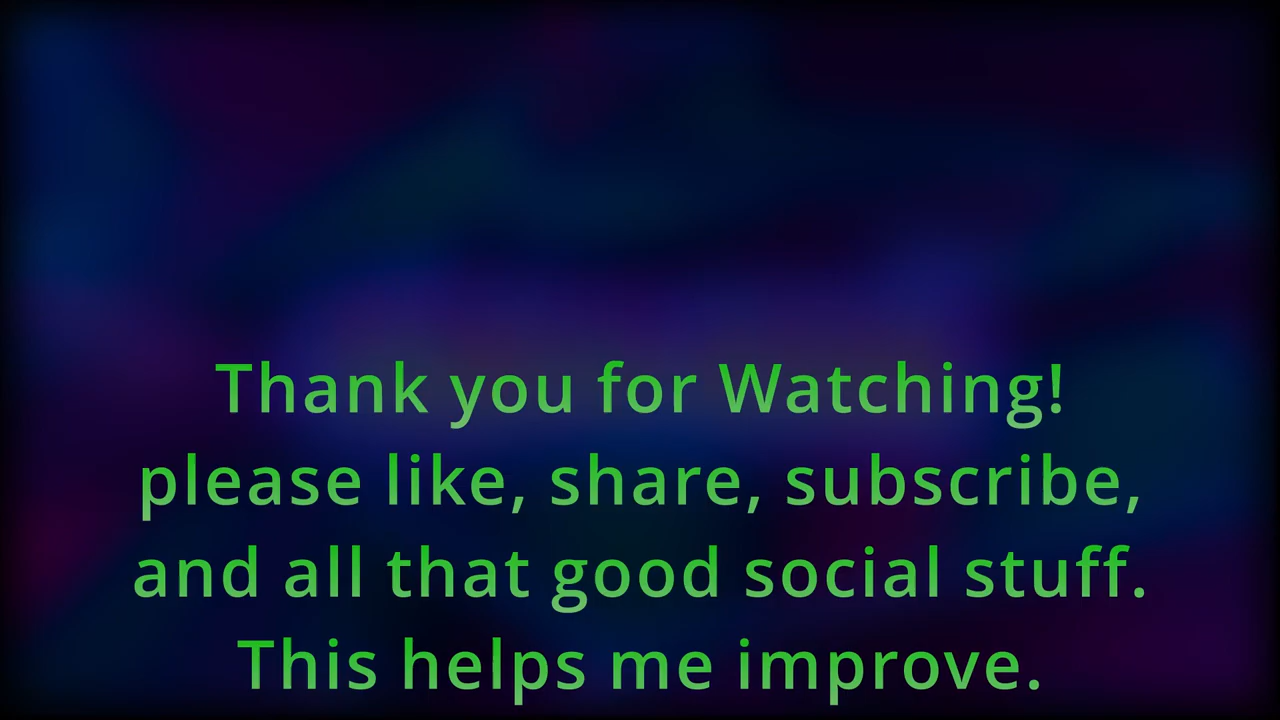 Thank you for Watching!
please like, share, subscribe,
and all that good social stuff.
This helps me improve.